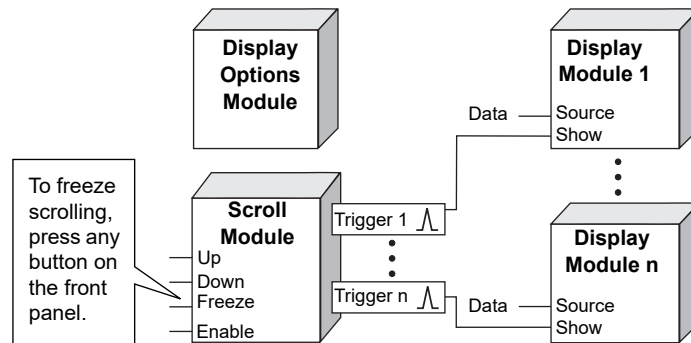 Display
Options
Module
Display
Module 1
Data
Source
Show
To freeze
scrolling,
press any
button on
the front
panel.
Scroll
Module
Up
Down
Freeze
Enable
Trigger 1
Trigger n
Display
Module n
Data
Source
Show